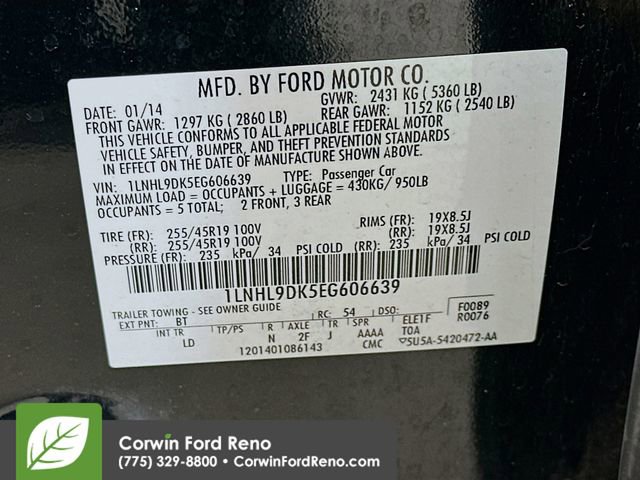 MFD. BY FORD MOTOR CO.
DATE: 01/14 GVWR: 2431 KG ( 5360 LB)
FRONT GAWR: 1297 KG ( 2860 LB) REAR GAWR: 1152 KG ( 2540 LB)
THIS VEHICLE CONFORMS TO ALL APPLICABLE FEDERAL MOTOR
VEHICLE SAFETY, BUMPER, AND THEFT PREVENTION STANDARDS
IN EFFECT ON THE DATE OF MANUFACTURE SHOWN ABOVE.
VIN: 1LNHL9DK5EG606639 TYPE: Passenger Car
MAXIMUM LOAD = OCCUPANTS + LUGGAGE = 430KG/ 950LB
OCCUPANTS = 5 TOTAL; 2 FRONT, 3 REAR
TIRE (FR): 255/45R19 100V RIMS (FR): 19X8.5J
(RR): 255/45R19 100V (RR): 19X8.5J
PRESSURE (FR): 235 kPa/ 34 PSI COLD (RR): 235 kPa/ 34 PSI COLD
1LNHL9DK5EG606639
TRAILER TOWING - SEE OWNER GUIDE
EXT PNT: BT RC: 54 DSO: F0089
INT TR TP/PS R AXLE TR SPR ELE1F R0076
LD N 2F J AAAA TOA
1201401086143 CMC 5U5A-5420472-AA
Corwin Ford Reno
(775) 329-8800 • CorwinFordReno.com